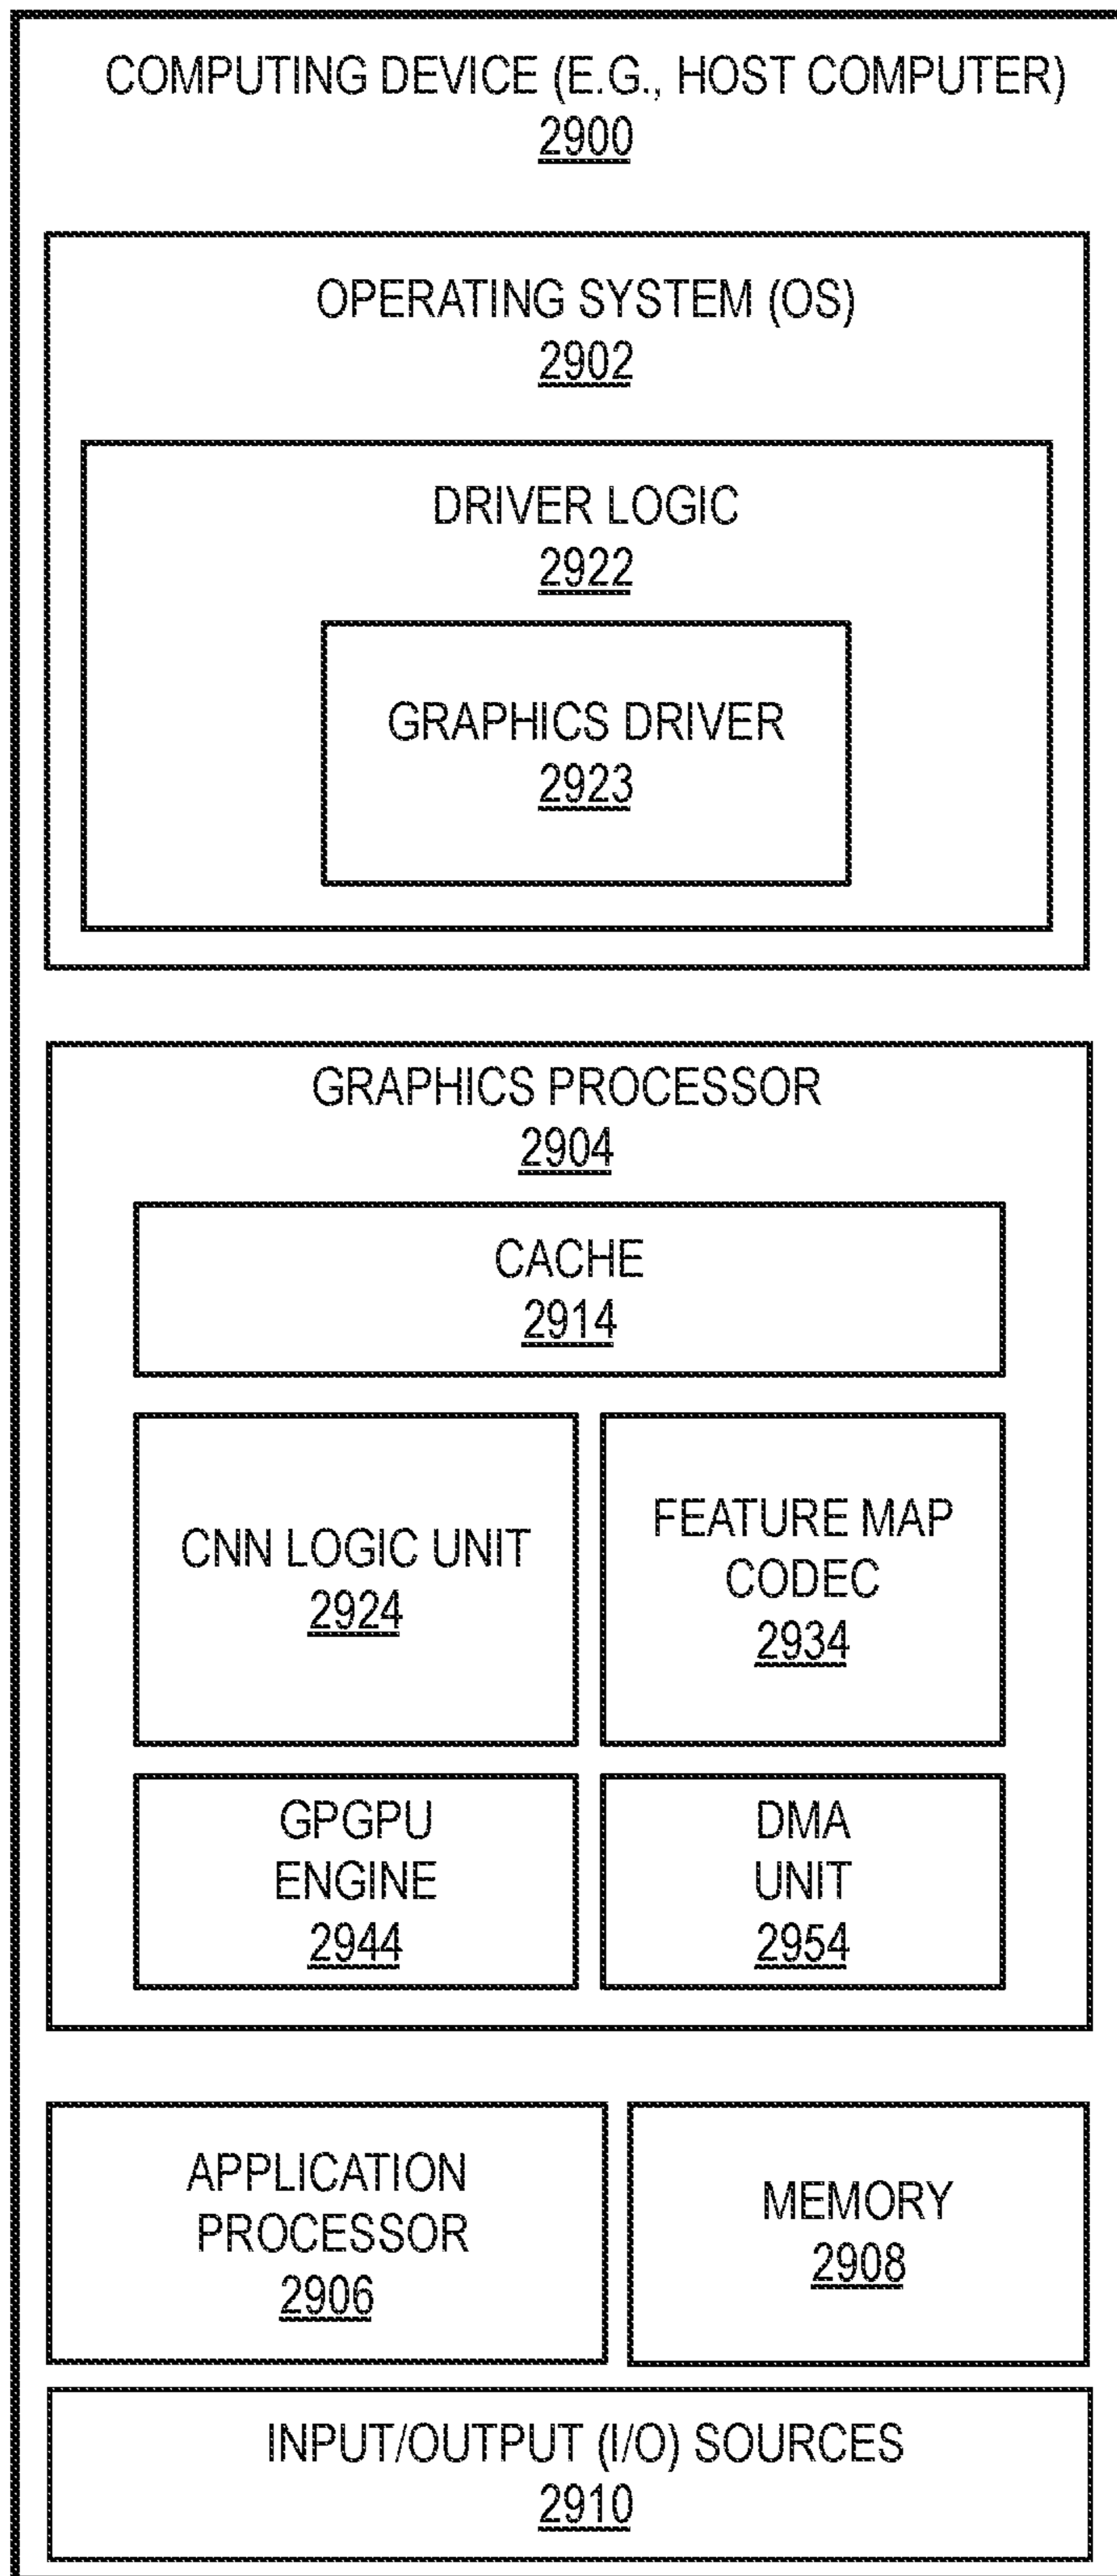 COMPUTING DEVICE (E.G., HOST COMPUTER)
2900
OPERATING SYSTEM (OS)
2902
DRIVER LOGIC
2922
GRAPHICS DRIVER
2923
GRAPHICS PROCESSOR
2904
CACHE
2914
CNN LOGIC UNIT
2924
FEATURE MAP
CODEC
2934
GPGPU
ENGINE
2944
DMA
UNIT
2954
APPLICATION
PROCESSOR
2906
MEMORY
2908
INPUT/OUTPUT (I/O) SOURCES
2910